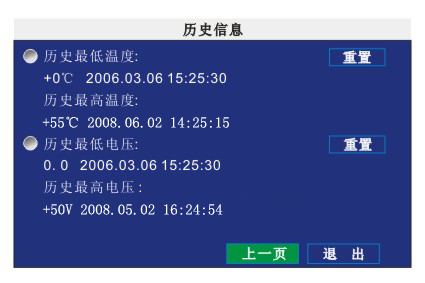 历史信息
历史最低温度: 重置
+0℃ 2006.03.06 15:25:30
历史最高温度:
+55℃ 2008.06.02 14:25:15
历史最低电压: 重置
0. 0 2006.03.06 15:25:30
历史最高电压:
+50V 2008.05.02 16:24:54
上一页 退 出